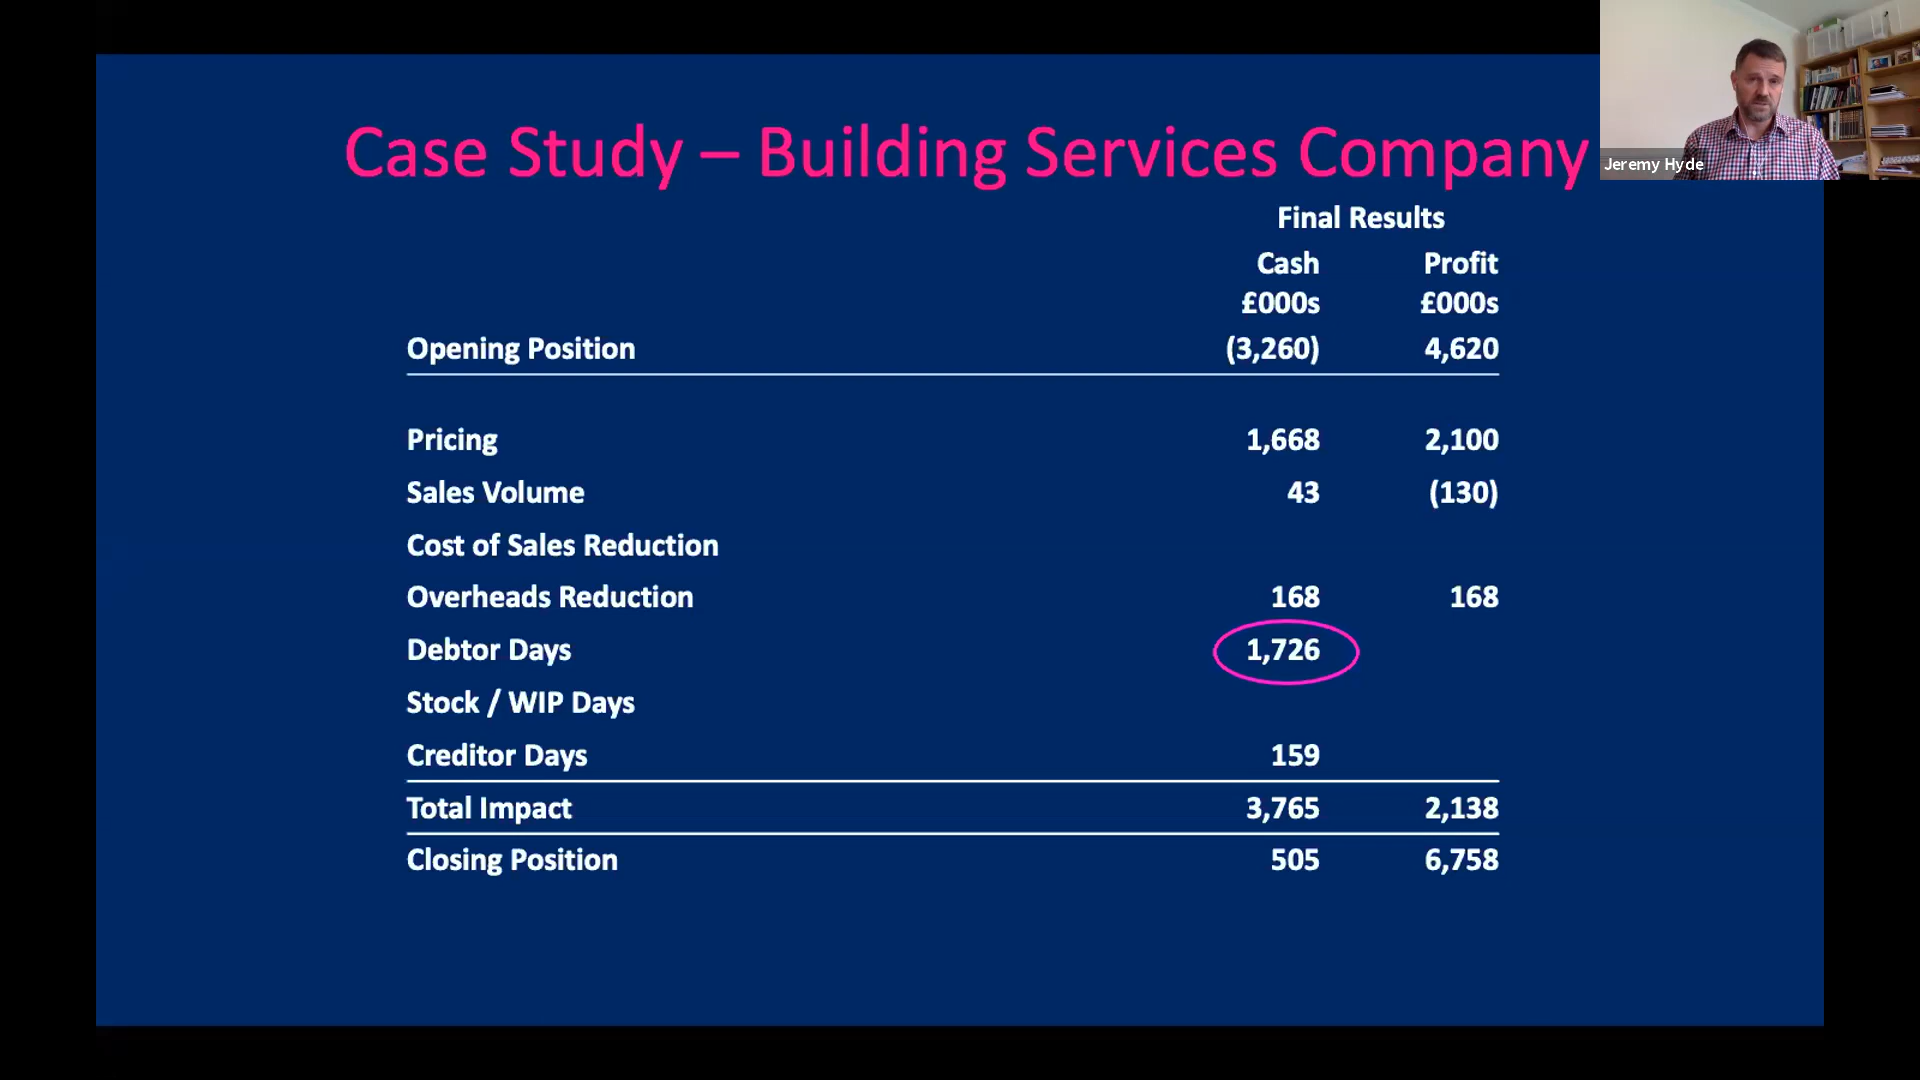 Case Study – Building Services Company
Jeremy Hyde
Final Results
Cash Profit
£000s £000s
Opening Position (3,260) 4,620
Pricing 1,668 2,100
Sales Volume 43 (130)
Cost of Sales Reduction
Overheads Reduction 168 168
Debtor Days 1,726
Stock / WIP Days
Creditor Days 159
Total Impact 3,765 2,138
Closing Position 505 6,758